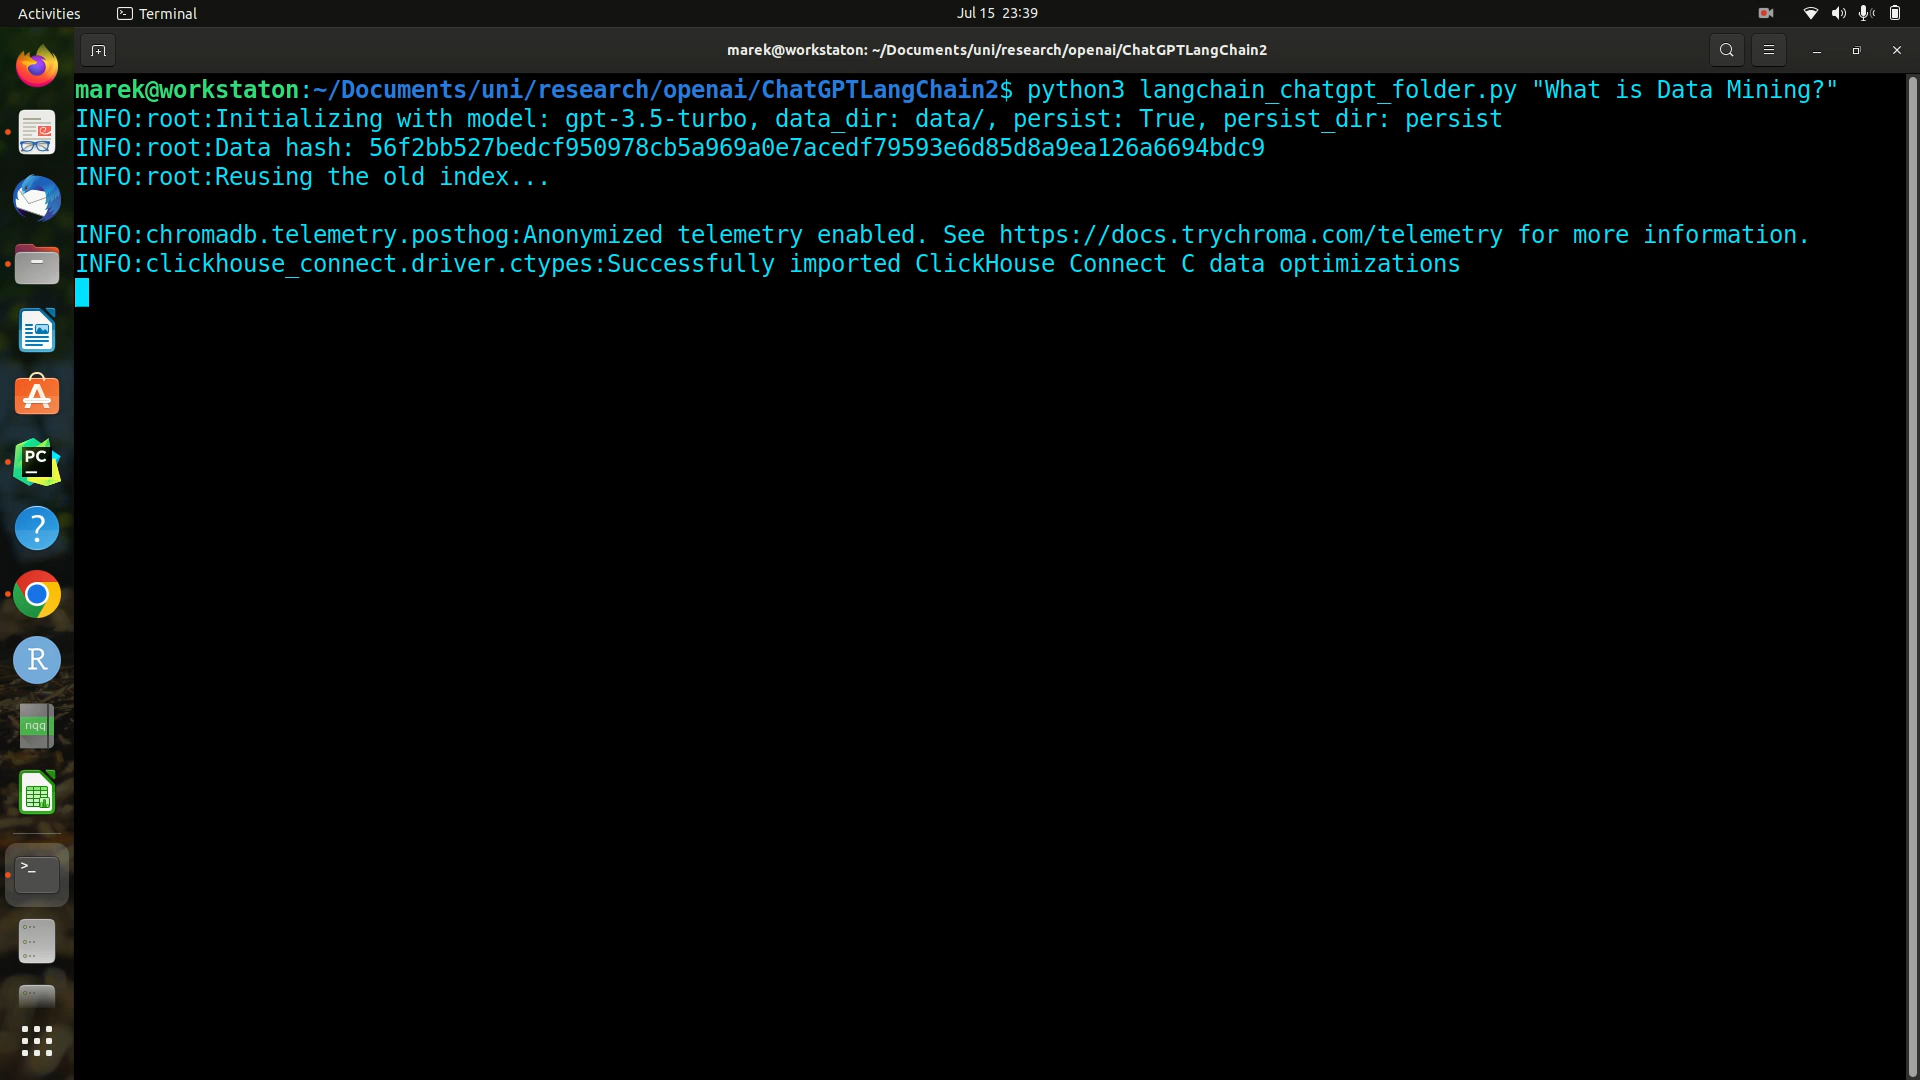 Activities
Terminal
Jul 15 23:39
marek@workstaton: ~/Documents/uni/research/openai/ChatGPTLangChain2
marek@workstaton:~/Documents/uni/research/openai/ChatGPTLangChain2$ python3 langchain_chatgpt_folder.py "What is Data Mining?"
INFO:root:Initializing with model: gpt-3.5-turbo, data_dir: data/, persist: True, persist_dir: persist
INFO:root:Data hash: 56f2bb527bedcf950978cb5a969a0e7acedf79593e6d85d8a9ea126a6694bdc9
INFO:root:Reusing the old index...
INFO:chromadb.telemetry.posthog:Anonymized telemetry enabled. See https://docs.trychroma.com/telemetry for more information.
INFO:clickhouse_connect.driver.ctypes:Successfully imported ClickHouse Connect C data optimizations
PC
?
R
nqq
>_